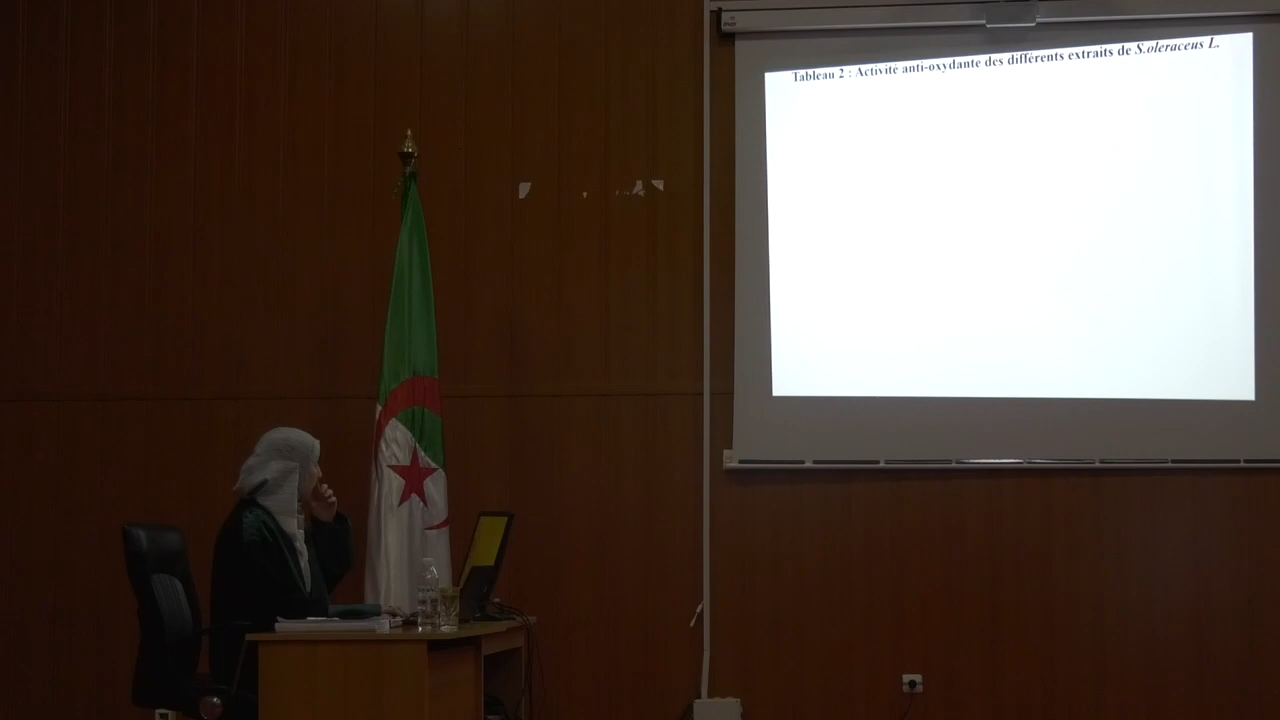 Tableau 2 : Activité anti-oxydante des différents extraits de S.oleraceus L.